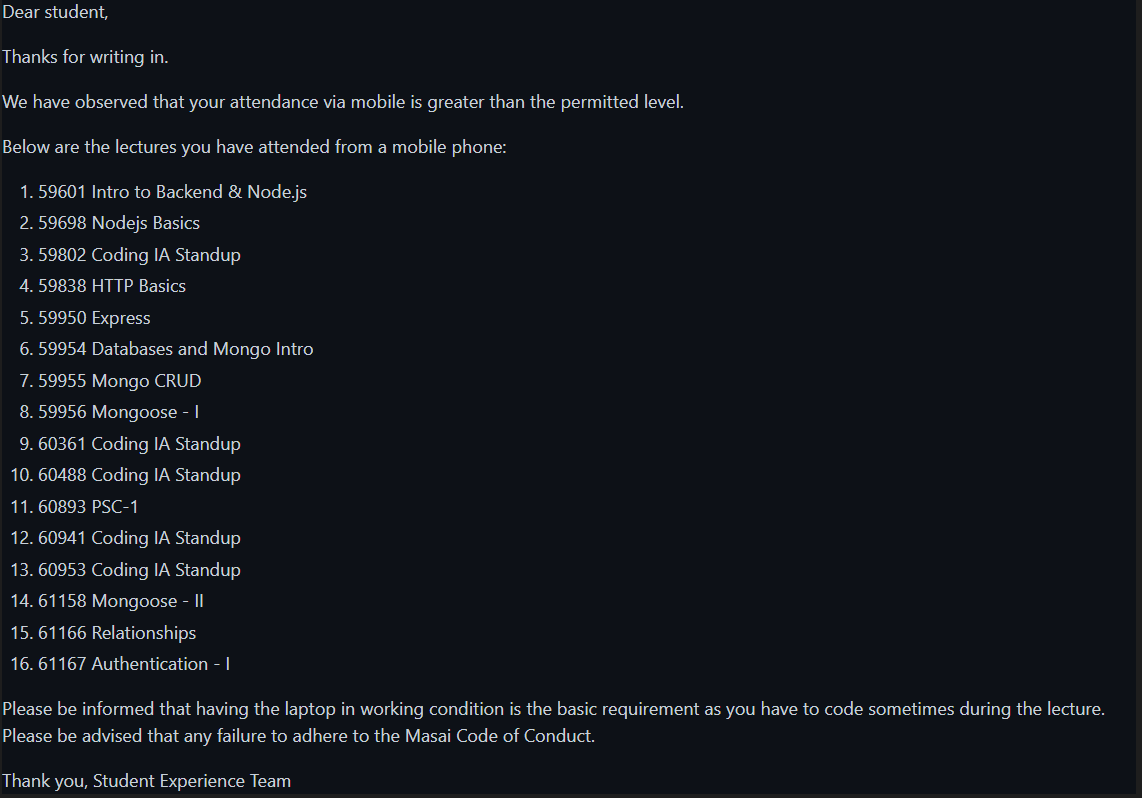 Dear student,
Thanks for writing in.
We have observed that your attendance via mobile is greater than the permitted level.
Below are the lectures you have attended from a mobile phone:
1. 59601 Intro to Backend & Node.js
2. 59698 Nodejs Basics
3. 59802 Coding IA Standup
4. 59838 HTTP Basics
5. 59950 Express
6. 59954 Databases and Mongo Intro
7. 59955 Mongo CRUD
8. 59956 Mongoose - I
9. 60361 Coding IA Standup
10. 60488 Coding IA Standup
11. 60893 PSC-1
12. 60941 Coding IA Standup
13. 60953 Coding IA Standup
14. 61158 Mongoose - II
15. 61166 Relationships
16. 61167 Authentication - I
Please be informed that having the laptop in working condition is the basic requirement as you have to code sometimes during the lecture.
Please be advised that any failure to adhere to the Masai Code of Conduct.
Thank you, Student Experience Team